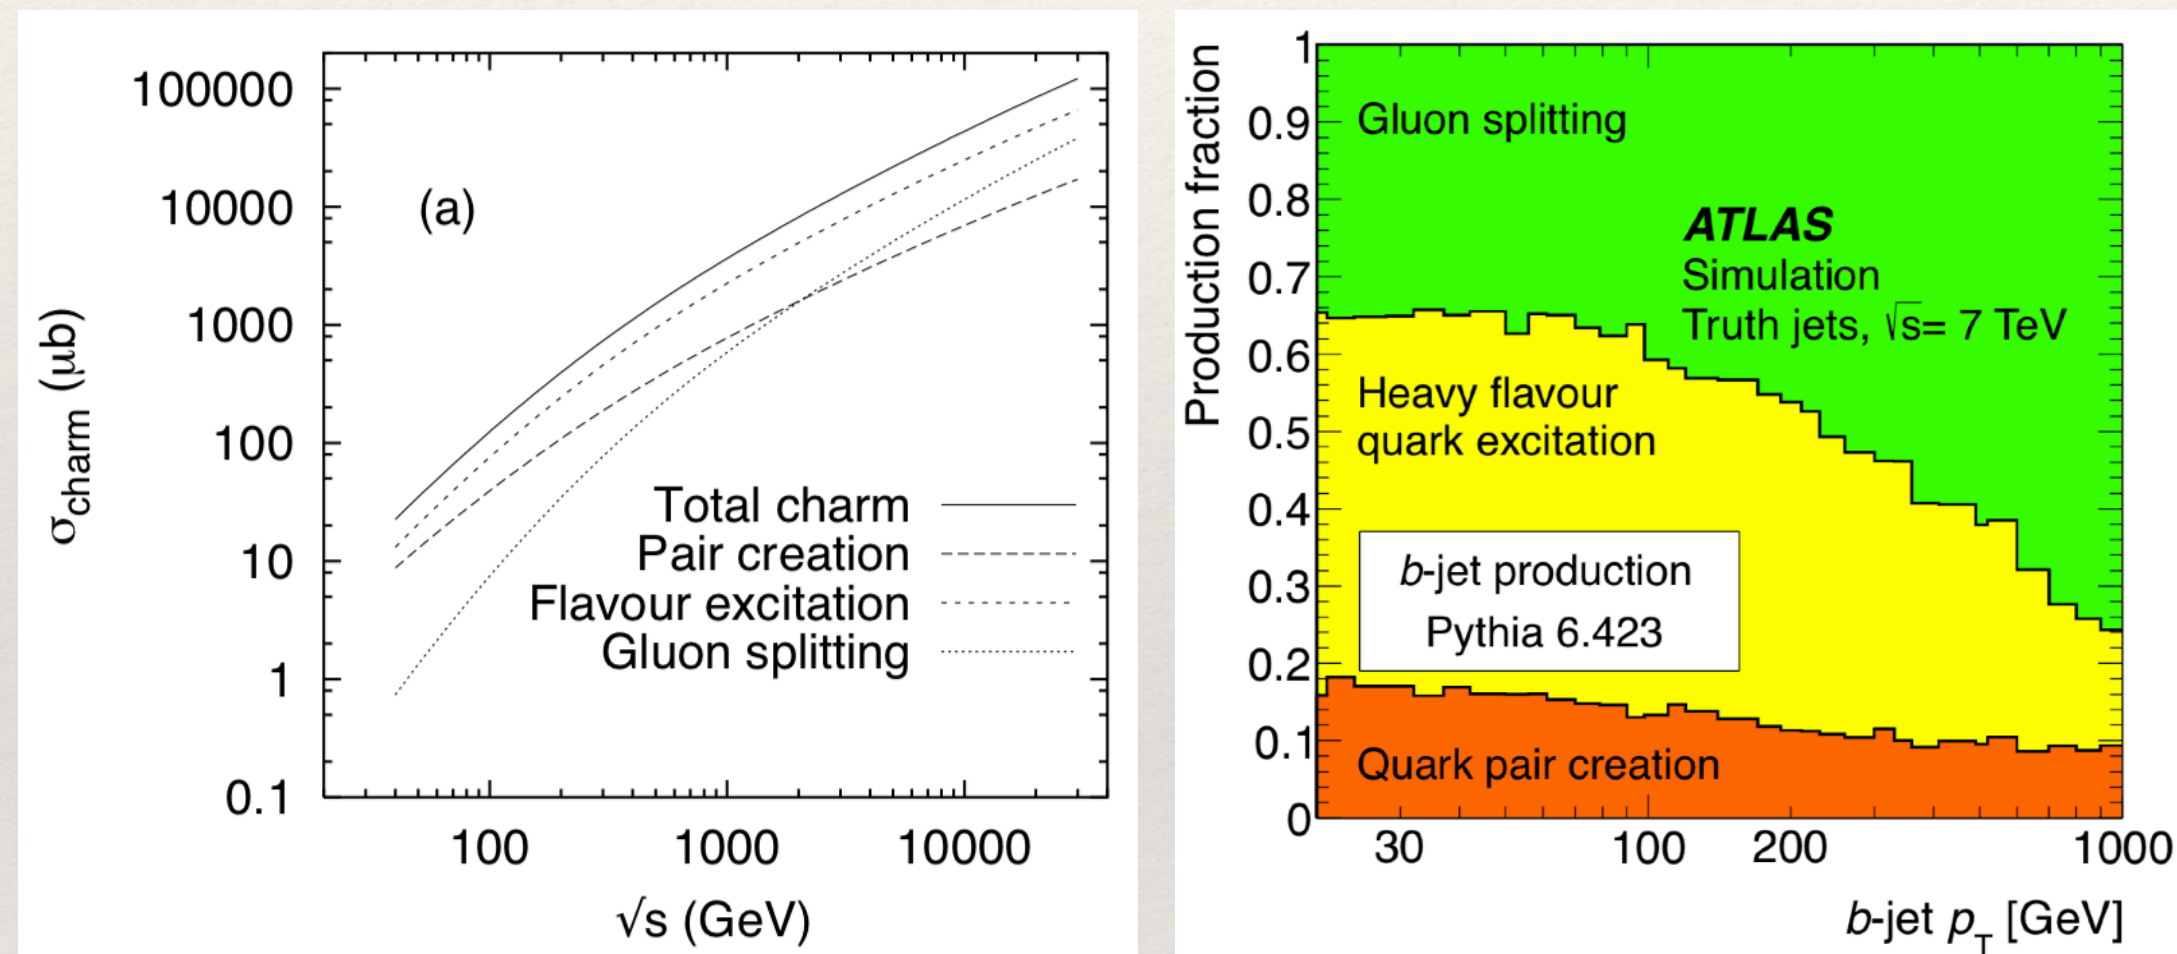 100000
10000
1000
100
10
1
0.1
σcharm (μb)
(a)
Total charm
Pair creation
Flavour excitation
Gluon splitting
100 1000 10000
√s (GeV)
Production fraction
1
0.9
0.8
0.7
0.6
0.5
0.4
0.3
0.2
0.1
0
Gluon splitting
ATLAS
Simulation
Truth jets, √s= 7 TeV
Heavy flavour
quark excitation
b-jet production
Pythia 6.423
Quark pair creation
30 100 200 1000
b-jet pT [GeV]